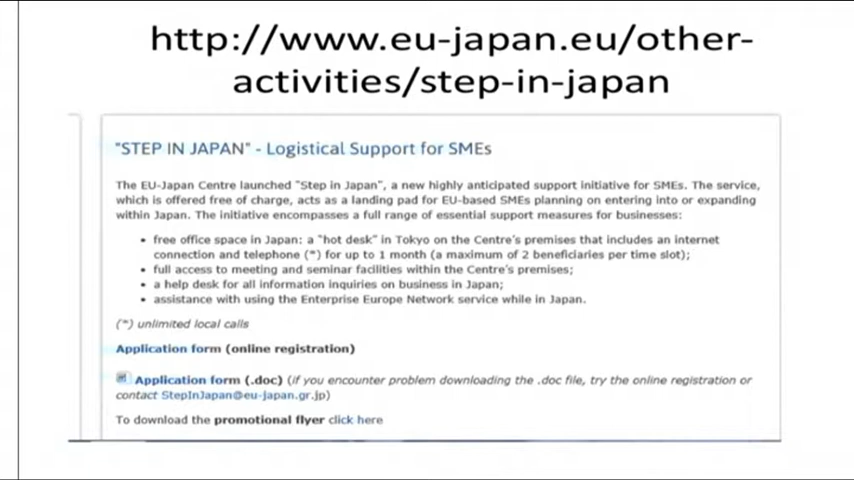 http://www.eu-japan.eu/other-
activities/step-in-japan
"STEP IN JAPAN" - Logistical Support for SMEs
The EU-Japan Centre launched "Step in Japan", a new highly anticipated support initiative for SMEs. The service,
which is offered free of charge, acts as a landing pad for EU-based SMEs planning on entering into or expanding
within Japan. The initiative encompasses a full range of essential support measures for businesses:
• free office space in Japan: a "hot desk" in Tokyo on the Centre's premises that includes an internet
connection and telephone (*) for up to 1 month (a maximum of 2 beneficiaries per time slot);
• full access to meeting and seminar facilities within the Centre's premises;
• a help desk for all information inquiries on business in Japan;
• assistance with using the Enterprise Europe Network service while in Japan.
(*) unlimited local calls
Application form (online registration)
Application form (.doc) (if you encounter problem downloading the .doc file, try the online registration or
contact StepInJapan@eu-japan.gr.jp)
To download the promotional flyer click here